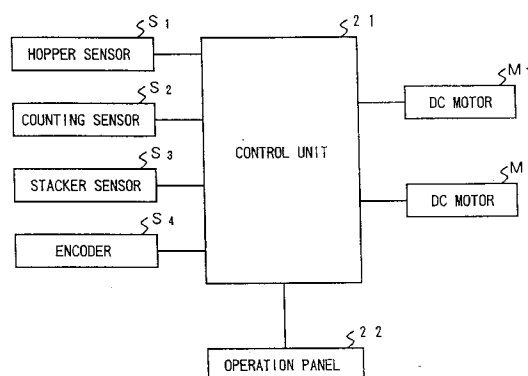 S1
21
HOPPER SENSOR
M
S2
DC MOTOR
COUNTING SENSOR
CONTROL UNIT
S3
STACKER SENSOR
M
DC MOTOR
S4
ENCODER
22
OPERATION PANEL